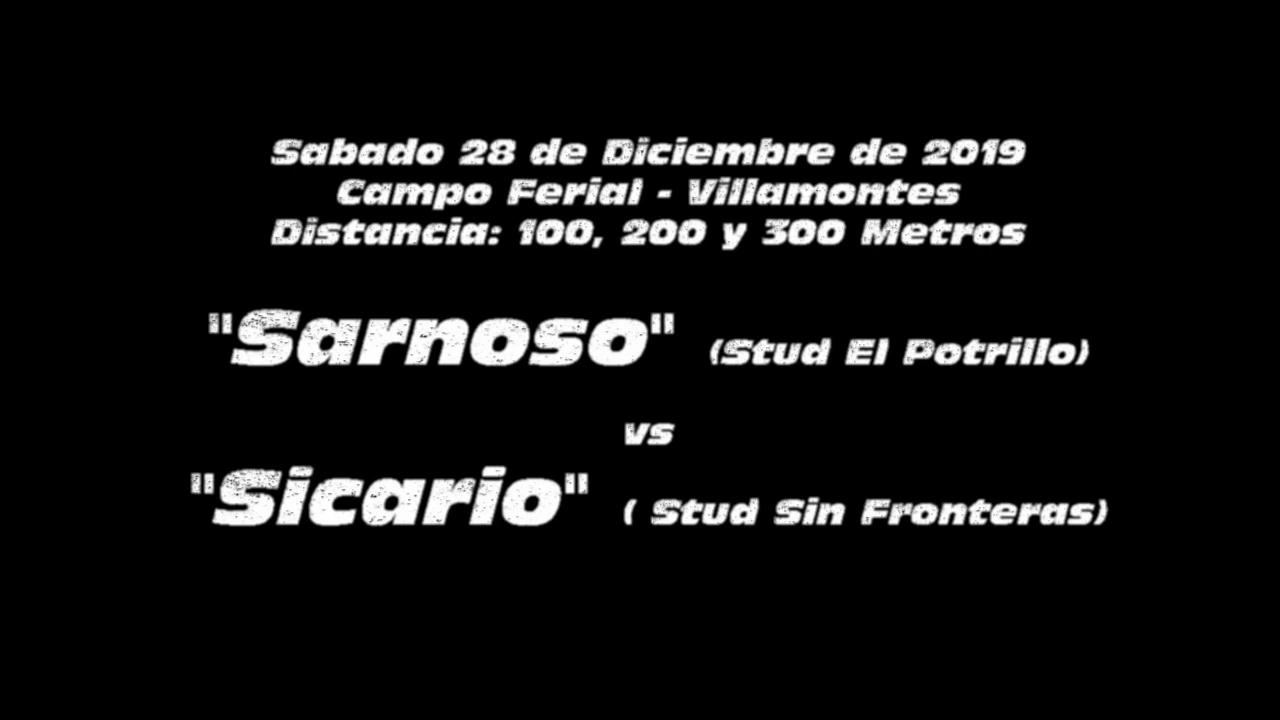 Sabado 28 de Diciembre de 2019
Campo Ferial - Villamontes
Distancia: 100, 200 y 300 Metros
"Sarnoso" (Stud El Potrillo)
vs
"Sicario" ( Stud Sin Fronteras)